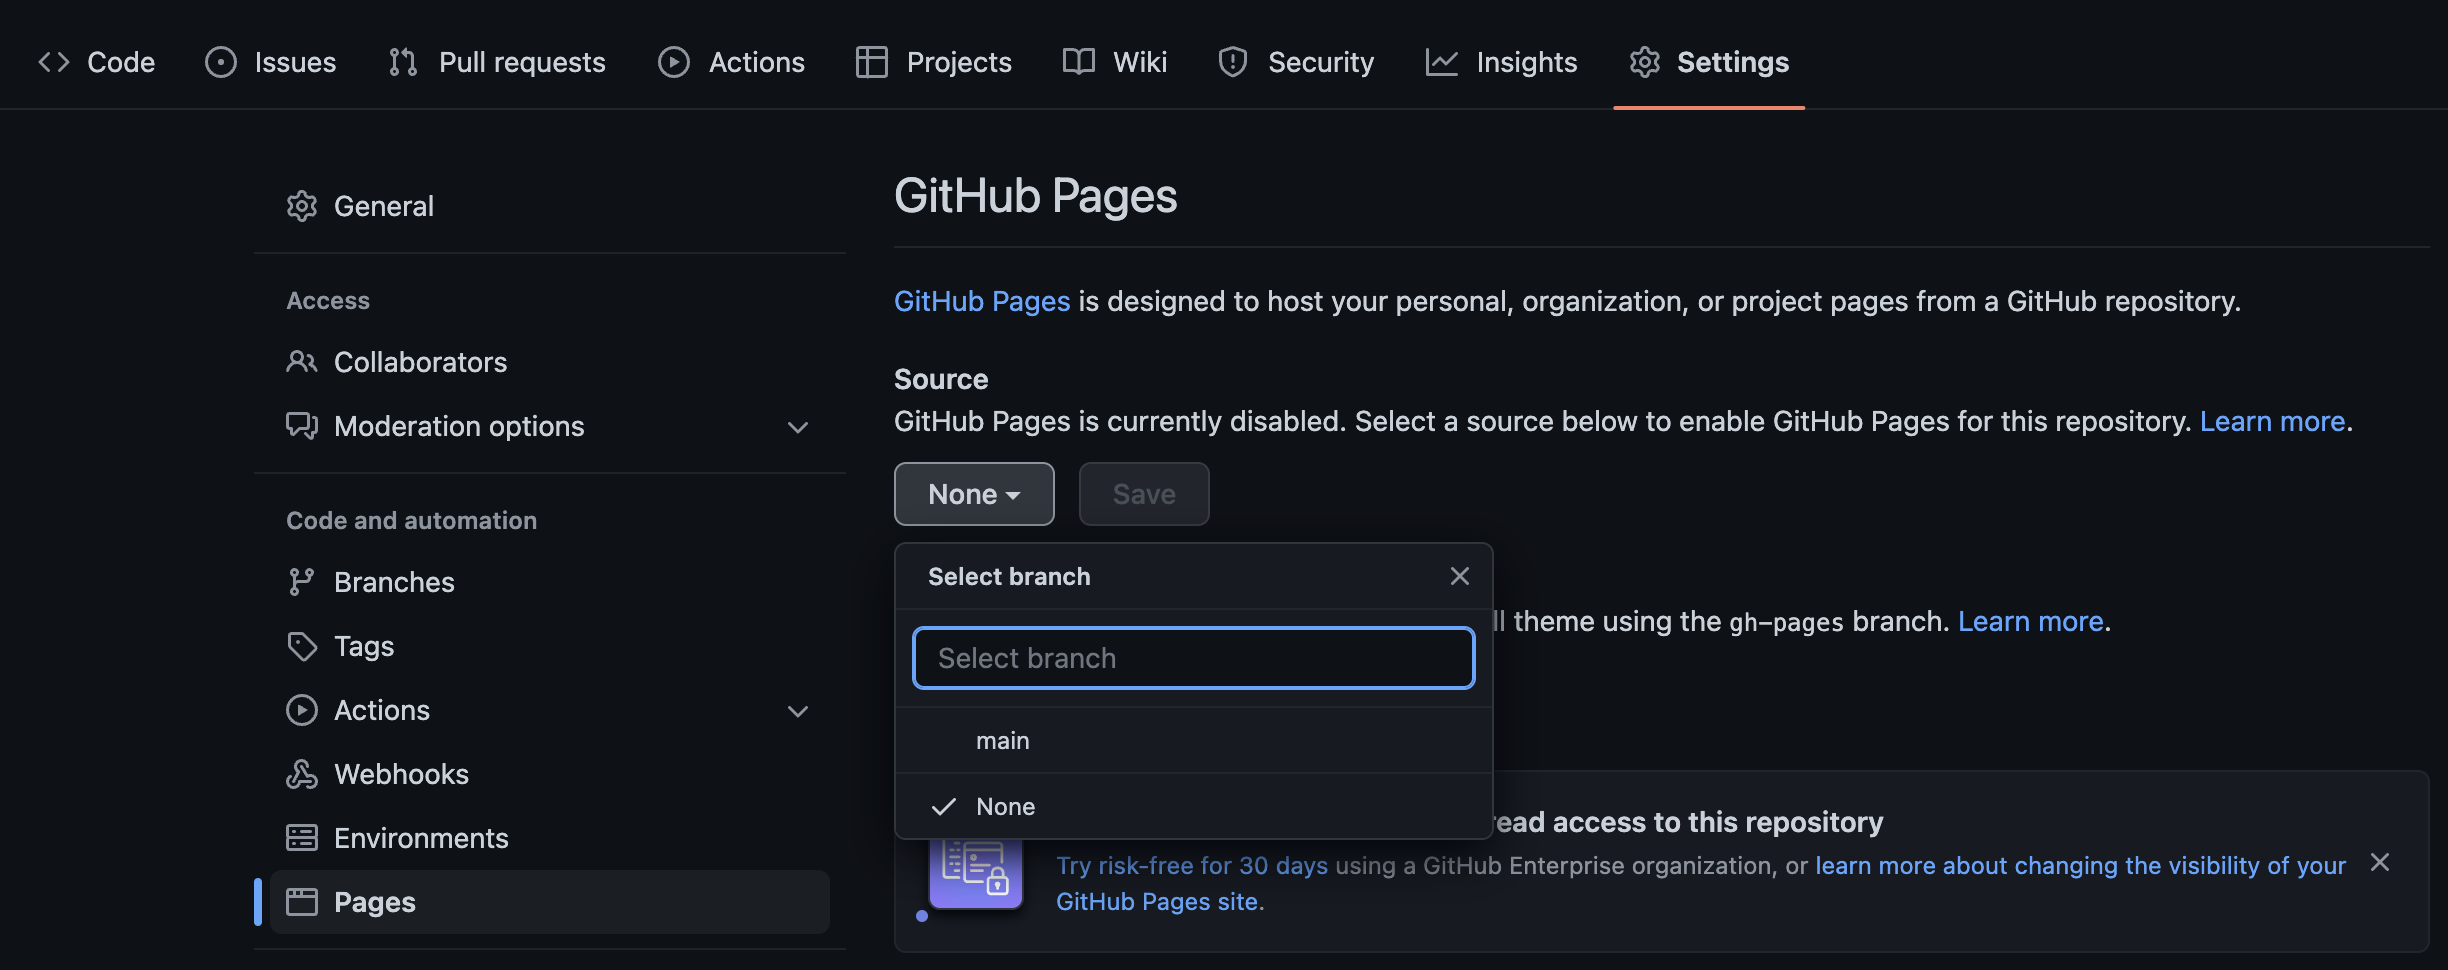 Code Issues Pull requests Actions Projects Wiki Security Insights Settings
General
Access
Collaborators
Moderation options
Code and automation
Branches
Tags
Actions
Webhooks
Environments
Pages
GitHub Pages
GitHub Pages is designed to host your personal, organization, or project pages from a GitHub repository.
Source
GitHub Pages is currently disabled. Select a source below to enable GitHub Pages for this repository. Learn more.
None Save
Select branch
Select branch
main
None
theme using the gh-pages branch. Learn more.
read access to this repository
Try risk-free for 30 days using a GitHub Enterprise organization, or learn more about changing the visibility of your
GitHub Pages site.